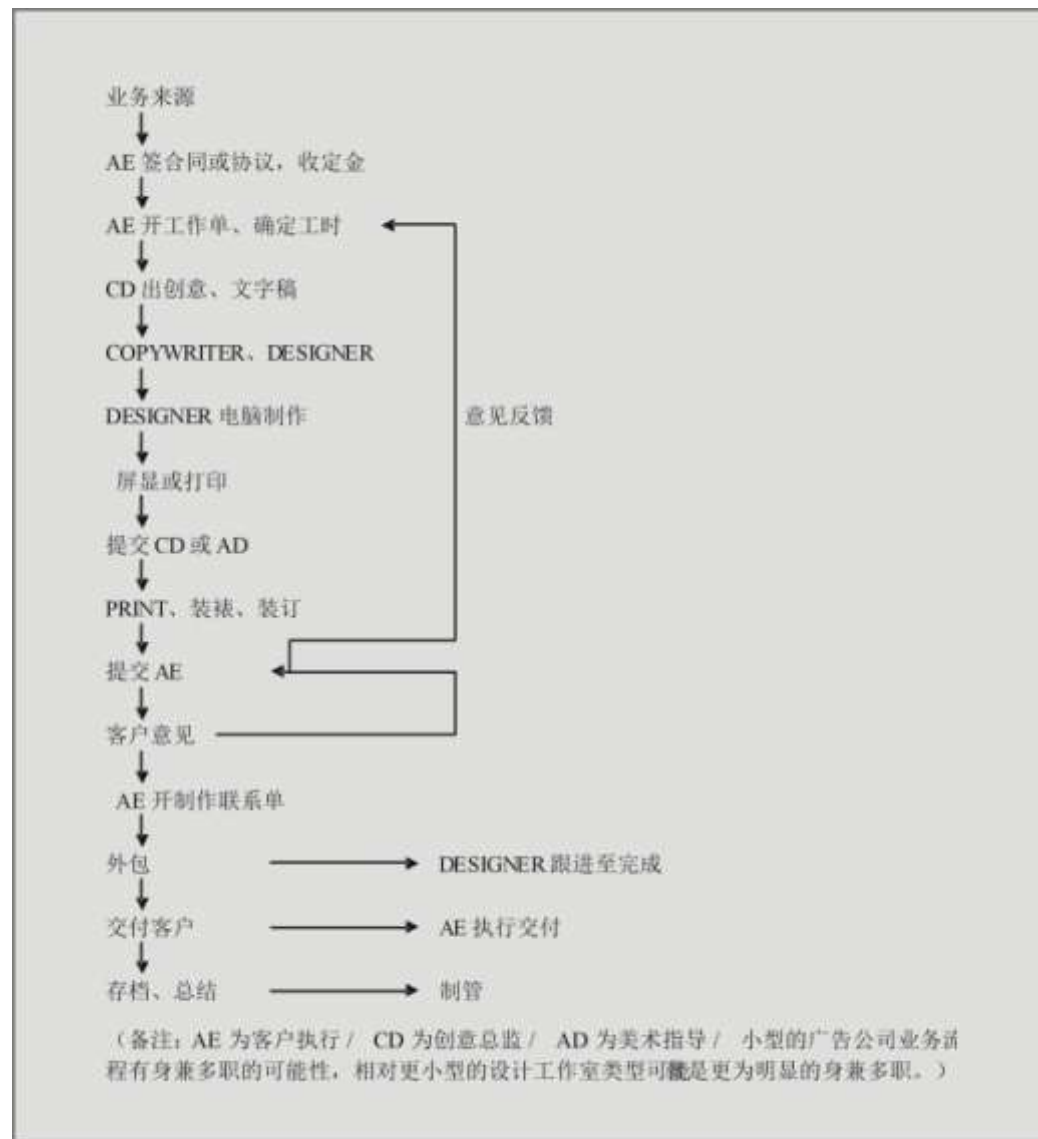 业务来源
AE 签合同或协议，收定金
AE 开工作单、确定工时
CD 出创意、文字稿
COPYWRITER、DESIGNER
DESIGNER 电脑制作
意见反馈
屏显或打印
提交 CD 或 AD
PRINT、装裱、装订
提交 AE
客户意见
AE 开制作联系单
外包 DESIGNER 跟进至完成
交付客户 AE 执行交付
存档、总结 制管
（备注：AE 为客户执行 / CD 为创意总监 / AD 为美术指导 / 小型的广告公司业务流
程有身兼多职的可能性，相对更小型的设计工作室类型可能是更为明显的身兼多职。）